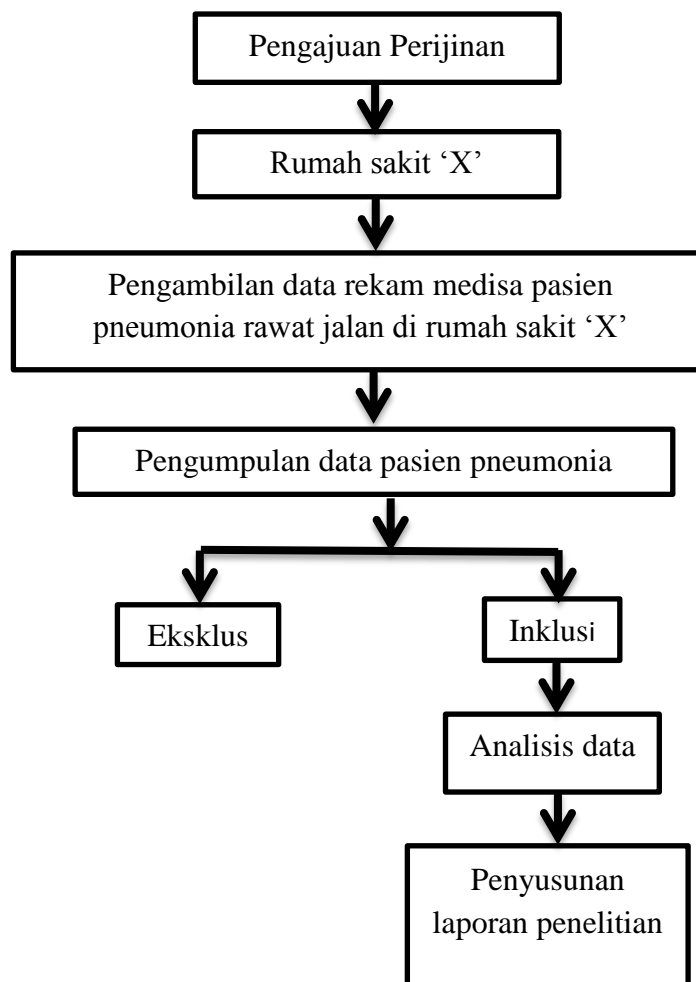 Pengajuan Perijinan
Rumah sakit ‘X’
Pengambilan data rekam medisa pasien
pneumonia rawat jalan di rumah sakit ‘X’
Pengumpulan data pasien pneumonia
Eksklus
Inklusi
Analisis data
Penyusunan
laporan penelitian